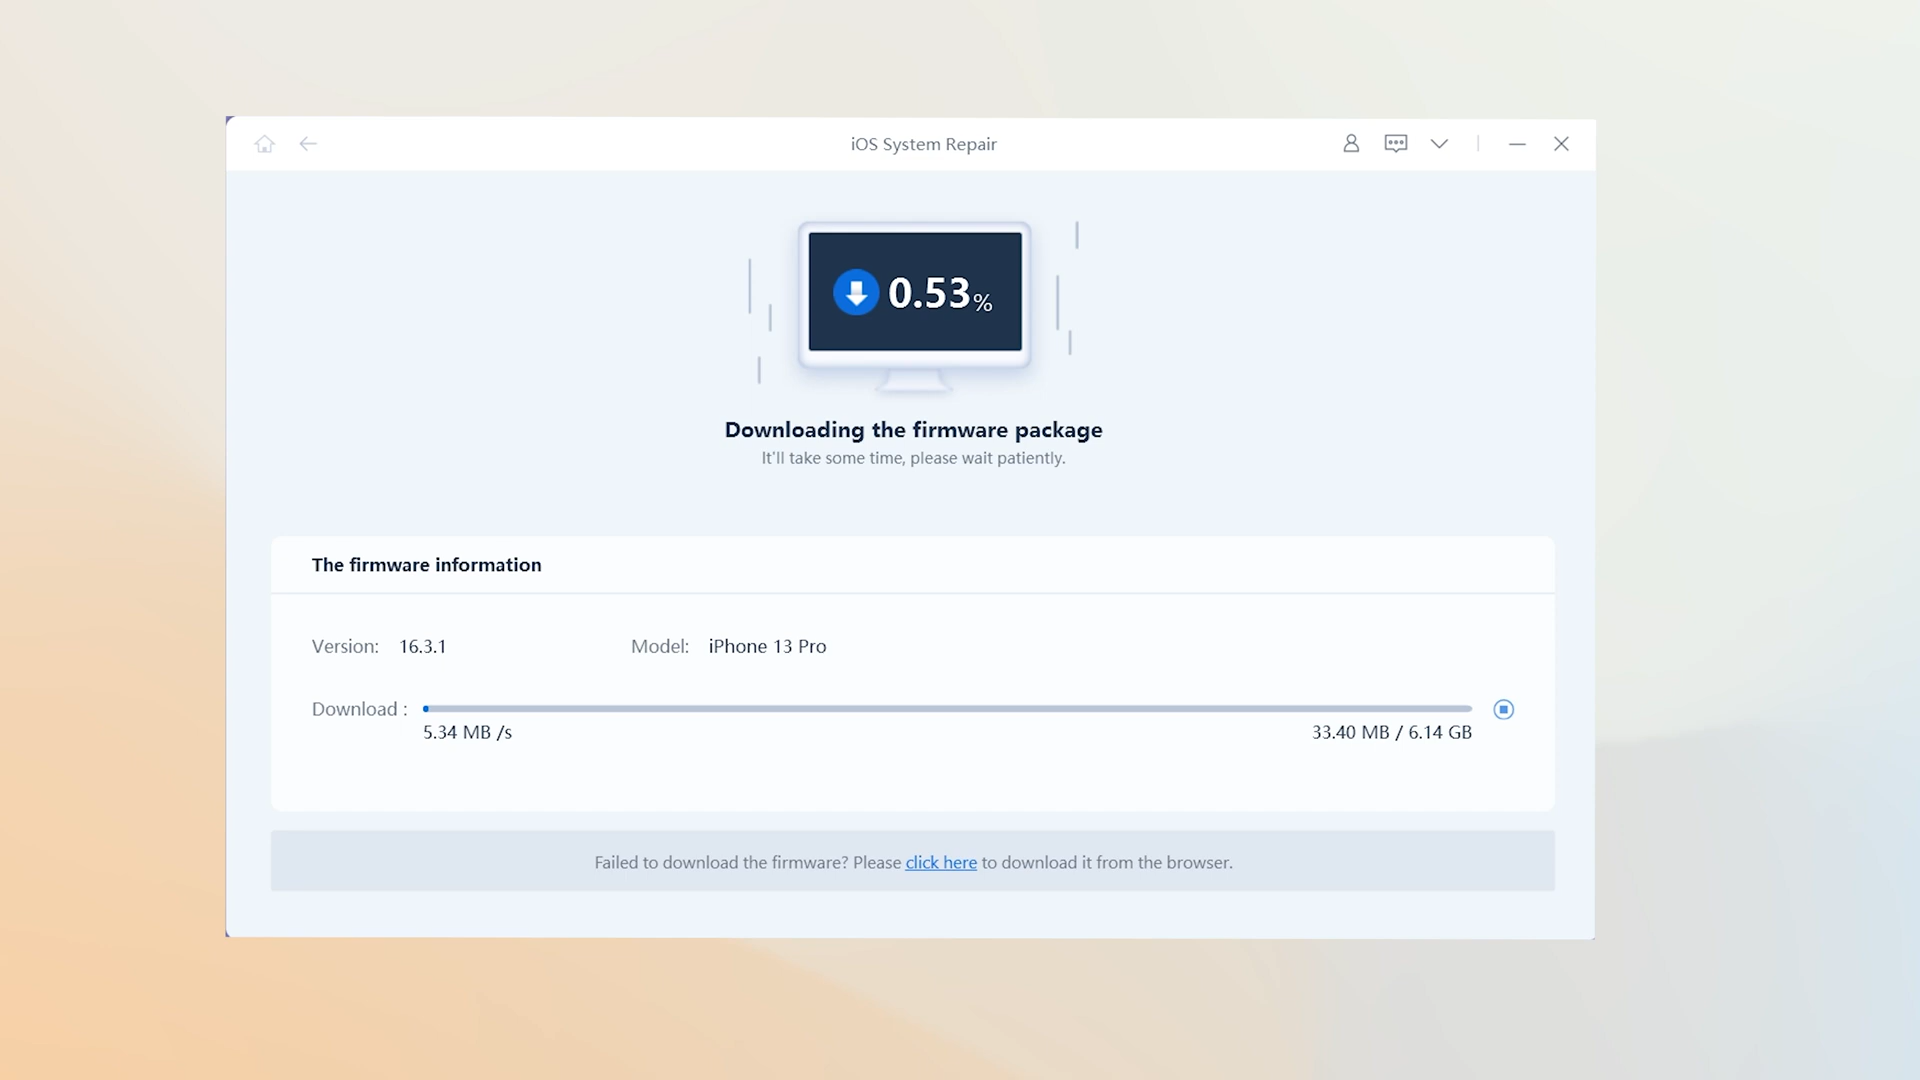 iOS System Repair
0.53%
Downloading the firmware package
It'll take some time, please wait patiently.
The firmware information
Version: 16.3.1 Model: iPhone 13 Pro
Download :
5.34 MB /s 33.40 MB / 6.14 GB
Failed to download the firmware? Please click here to download it from the browser.